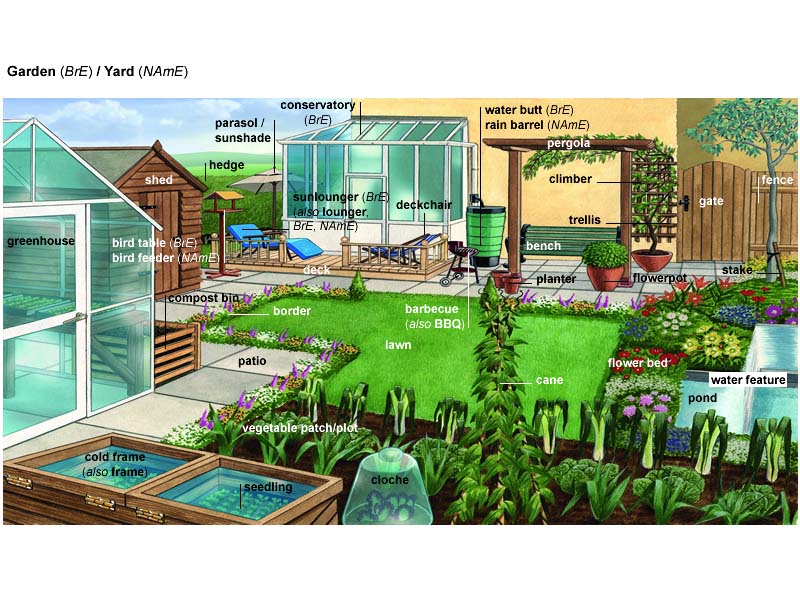 Garden (BrE) / Yard (NAmE)
conservatory
(BrE)
parasol /
sunshade
water butt (BrE)
rain barrel (NAmE)
pergola
hedge
shed
climber
fence
sunlounger (BrE)
(also lounger,
BrE, NAmE)
deckchair
gate
trellis
greenhouse
bird table (BrE)
bird feeder (NAmE)
bench
deck
stake
planter
flowerpot
compost bin
border
barbecue
(also BBQ)
lawn
patio
flower bed
cane
water feature
pond
vegetable patch/plot
cold frame
(also frame)
seedling
cloche